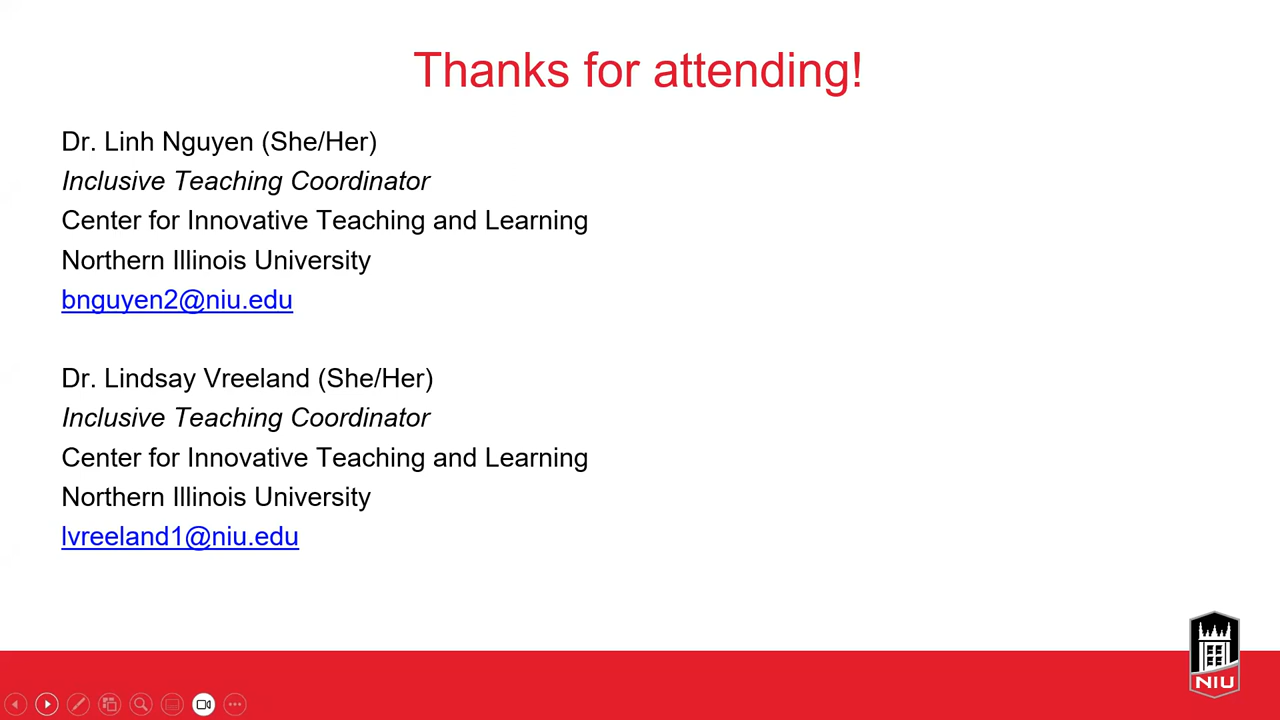 Thanks for attending!
Dr. Linh Nguyen (She/Her)
Inclusive Teaching Coordinator
Center for Innovative Teaching and Learning
Northern Illinois University
bnguyen2@niu.edu
Dr. Lindsay Vreeland (She/Her)
Inclusive Teaching Coordinator
Center for Innovative Teaching and Learning
Northern Illinois University
lvreeland1@niu.edu
NIU